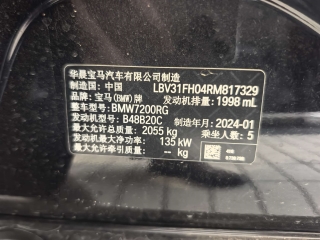 华晨宝马汽车有限公司制造
制造国：中国 LBV31FH04RM817329
品牌：宝马(BMW)牌 发动机排量：1998 mL
整车型号：BMW7200RG
发动机型号：B48B20C 制造年月：2024-01
最大允许总质量：2055 kg 乘坐人数：5
发动机最大净功率：135 kW
最大允许牵引质量：-- kg